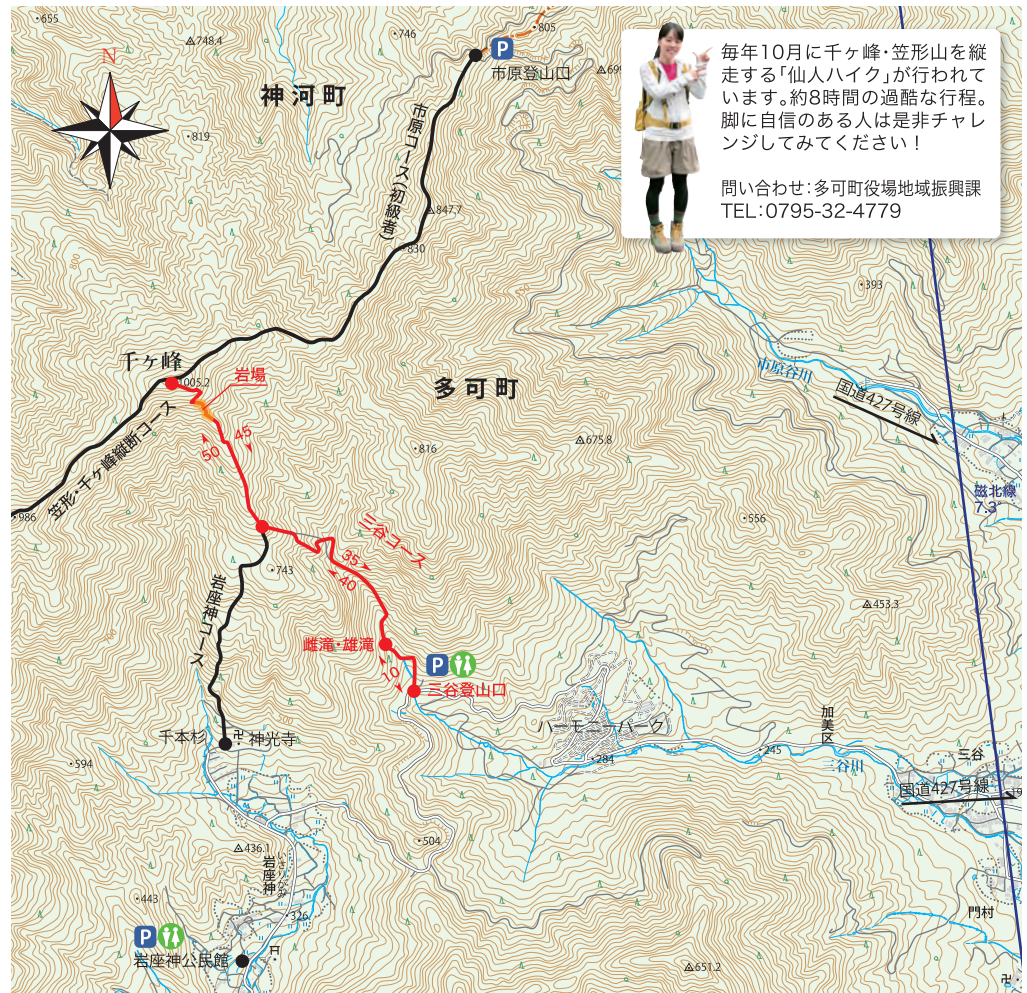 毎年10月に千ヶ峰・笠形山を縦
走する「仙人ハイク」が行われて
います。約8時間の過酷な行程。
脚に自信のある人は是非チャレ
ンジしてみてください！
問い合わせ：多可町役場地域振興課
TEL：0795-32-4779
・655
748.4
・746
・805
P
市原登山口
N
神河町
・819
市原コース（初級者）
847.7
830
800
・393
千ヶ峰
1005.2
岩場
多可町
市原谷川
国道427号線
45
50
・816
675.8
笠形・千ヶ峰縦断コース
・986
磁北線
7.3°
・556
三谷コース
35
40
・743
岩座神コース
453.3
雌滝・雄滝
10
P
三谷登山口
500
千本杉
卍
神光寺
ハーモニーパーク
加美区
・245
・284
三谷川
三谷
国道427号線
・594
・504
436.1
岩座神
いさりがみ
・443
・326
門村
P
岩座神公民館
651.2
卍